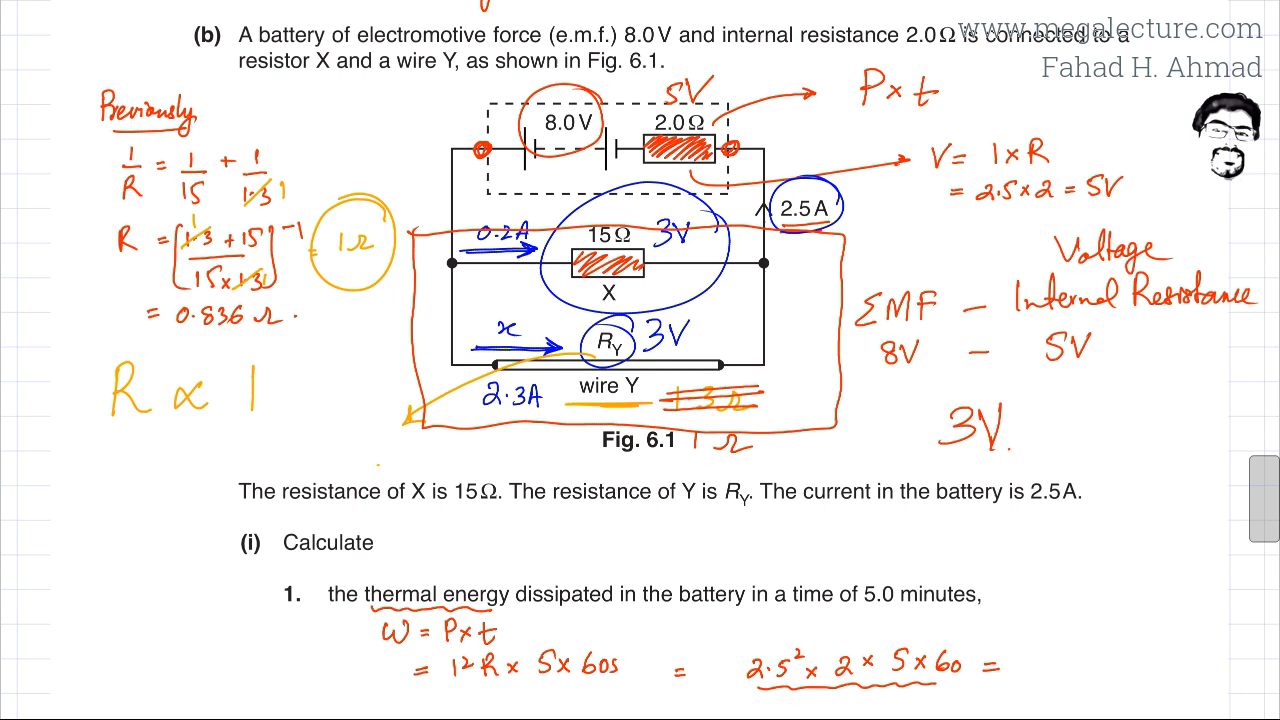 www.megalecture.com
Fahad H. Ahmad
(b) A battery of electromotive force (e.m.f.) 8.0 V and internal resistance 2.0 Ω is connected to a
resistor X and a wire Y, as shown in Fig. 6.1.
5V
P x t
8.0 V
2.0 Ω
Previously
1/R = 1/15 + 1/1.3 1
V = I x R
= 2.5 x 2 = 5V
2.5 A
R = [1.3 1 + 15 / 15 x 1.3 1]⁻¹ = 1Ω
= 0.836 Ω.
0.2A
15 Ω
3V
X
Voltage
EMF – Internal Resistance
8V – 5V
3V.
x
R_Y
3V
2.3A
wire Y
1.3Ω
1Ω
R ∝ 1
Fig. 6.1
The resistance of X is 15 Ω. The resistance of Y is R_Y. The current in the battery is 2.5 A.
(i) Calculate
1. the thermal energy dissipated in the battery in a time of 5.0 minutes,
W = P x t
= I²R x 5 x 60s = 2.5² x 2 x 5 x 60 =